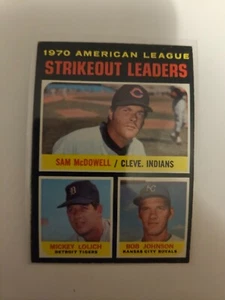 1970 AMERICAN LEAGUE
STRIKEOUT LEADERS
SAM McDOWELL / CLEVE. INDIANS
MICKEY LOLICH
DETROIT TIGERS
BOB JOHNSON
KANSAS CITY ROYALS